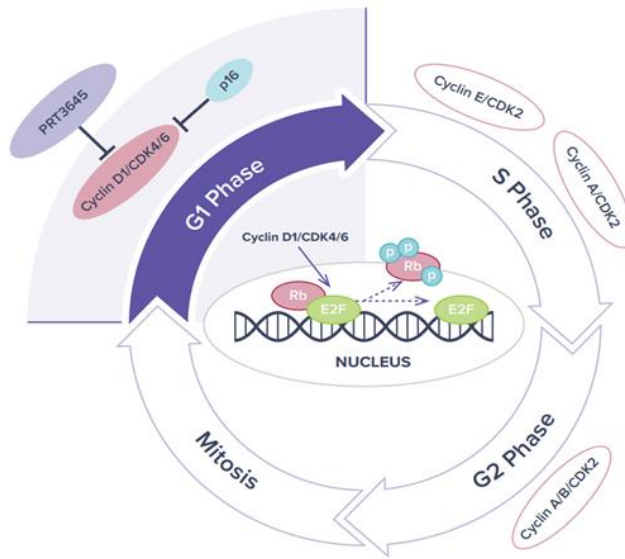 PRT3645
p16
Cyclin D1/CDK4/6
G1 Phase
Cyclin E/CDK2
Cyclin A/CDK2
S Phase
Cyclin D1/CDK4/6
P
P
Rb
P
Rb
E2F
E2F
NUCLEUS
Mitosis
G2 Phase
Cyclin A/B/CDK2